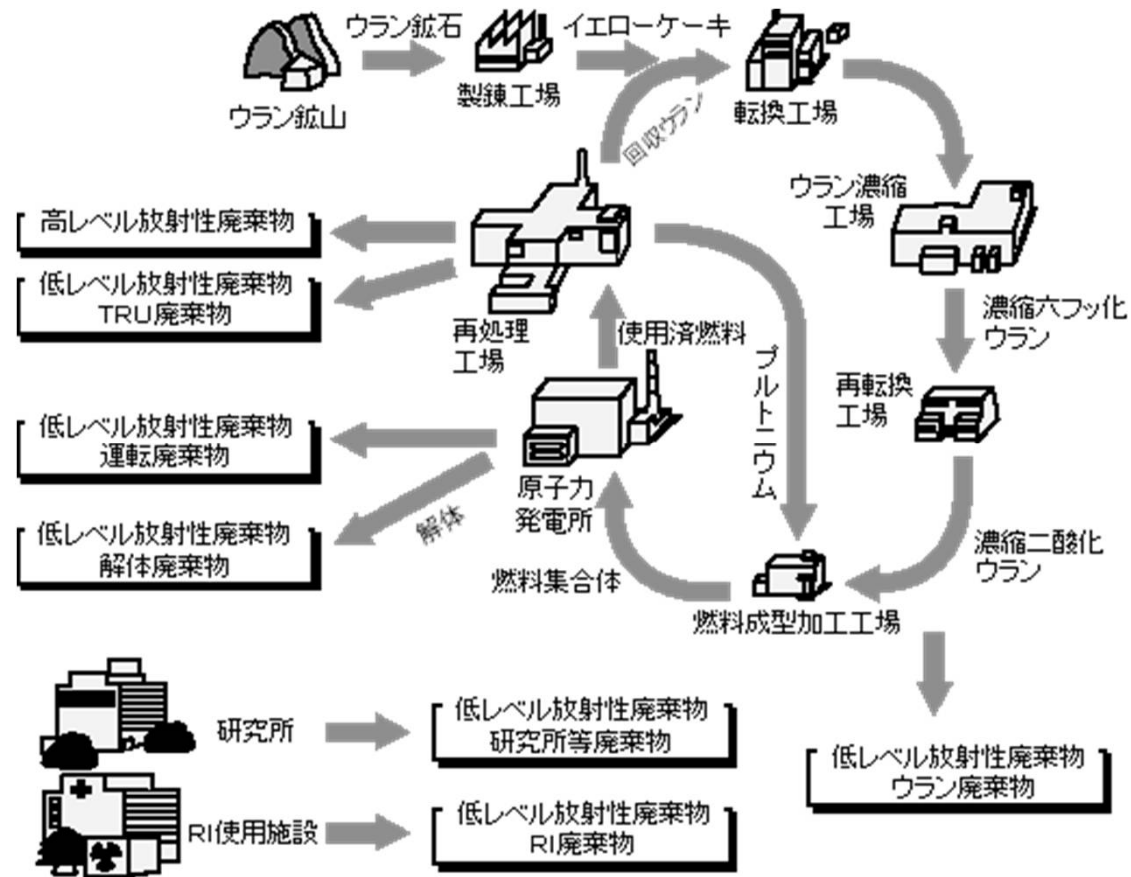 ウラン鉱石
イエローケーキ
ウラン鉱山
製錬工場
回収ウラン
転換工場
ウラン濃縮
工場
高レベル放射性廃棄物
低レベル放射性廃棄物
TRU廃棄物
再処理
工場
使用済燃料
プルトニウム
濃縮六フッ化
ウラン
再転換
工場
低レベル放射性廃棄物
運転廃棄物
原子力
発電所
解体
低レベル放射性廃棄物
解体廃棄物
燃料集合体
濃縮二酸化
ウラン
燃料成型加工工場
研究所
低レベル放射性廃棄物
研究所等廃棄物
低レベル放射性廃棄物
ウラン廃棄物
RI使用施設
低レベル放射性廃棄物
RI廃棄物